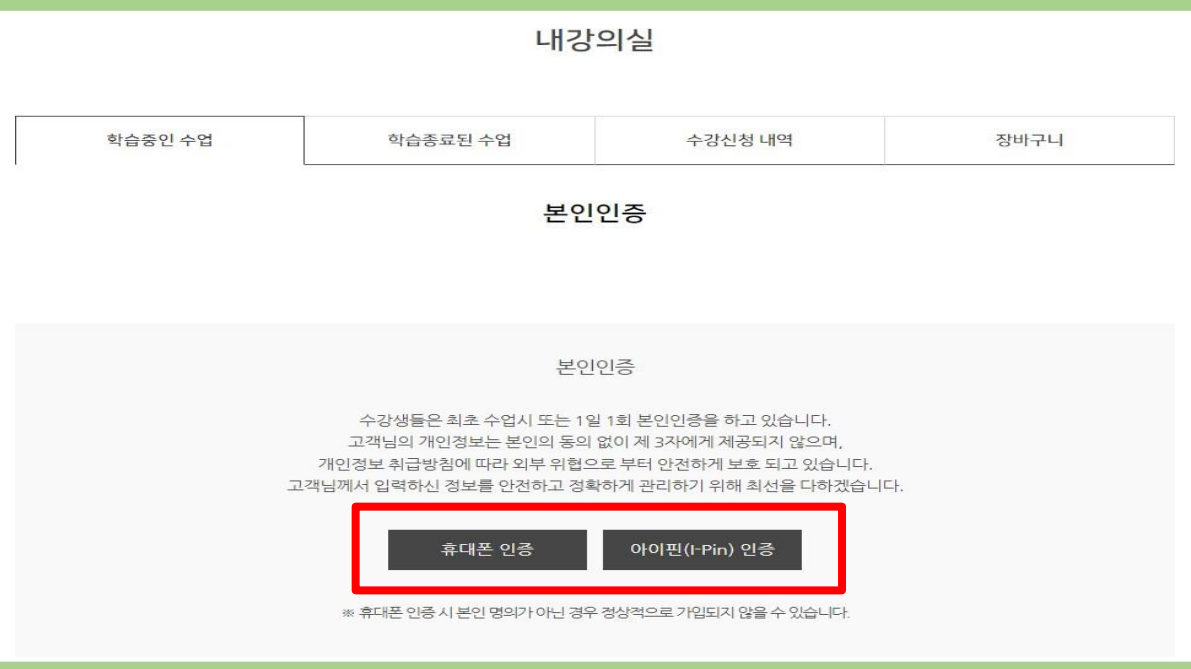 내강의실
학습중인 수업
학습종료된 수업
수강신청 내역
장바구니
본인인증
본인인증
수강생들은 최초 수업시 또는 1일 1회 본인인증을 하고 있습니다.
고객님의 개인정보는 본인의 동의 없이 제 3자에게 제공되지 않으며,
개인정보 취급방침에 따라 외부 위협으로 부터 안전하게 보호 되고 있습니다.
고객님께서 입력하신 정보를 안전하고 정확하게 관리하기 위해 최선을 다하겠습니다.
휴대폰 인증
아이핀(I-Pin) 인증
※ 휴대폰 인증 시 본인 명의가 아닌 경우 정상적으로 가입되지 않을 수 있습니다.